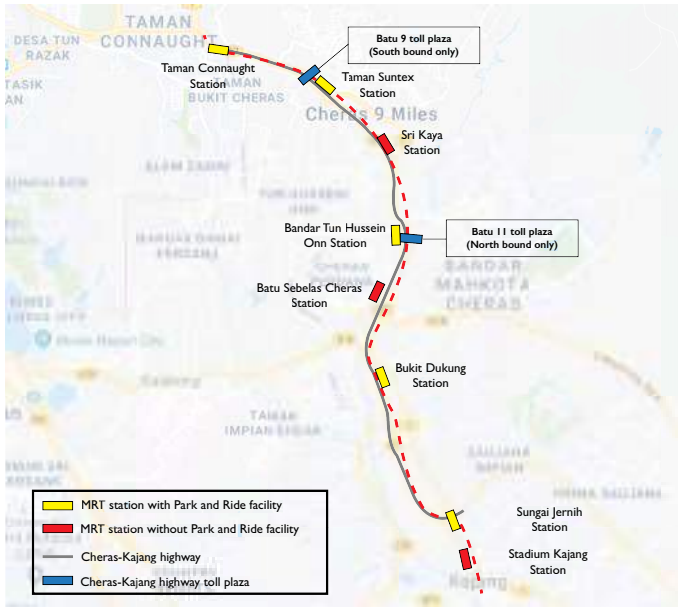 TAMAN
CONNAUGHT
DESA TUN
RAZAK
Batu 9 toll plaza
(South bound only)
Taman Connaught
Station
TAMAN
BUKIT CHERAS
Taman Suntex
Station
Cheras 9 Miles
Sri Kaya
Station
Bandar Tun Hussein
Onn Station
Batu 11 toll plaza
(North bound only)
BANDAR
MAHKOTA
CHERAS
Batu Sebelas Cheras
Station
Bukit Dukung
Station
TAMAN
IMPIAN EHSAN
Sungai Jernih
Station
Stadium Kajang
Station
Kajang
MRT station with Park and Ride facility
MRT station without Park and Ride facility
Cheras-Kajang highway
Cheras-Kajang highway toll plaza